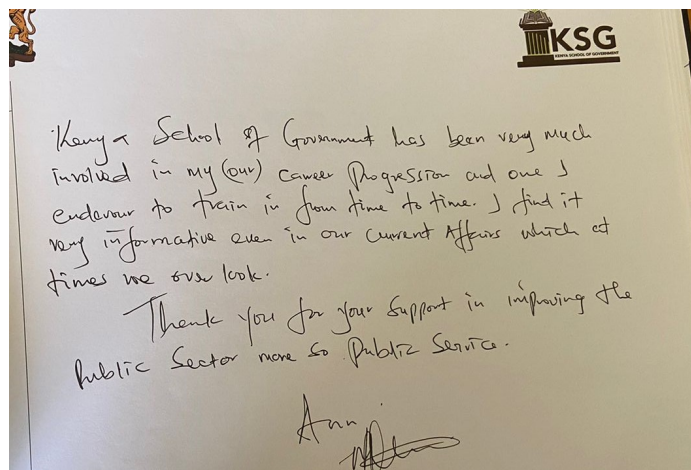 KSG
KENYA SCHOOL OF GOVERNMENT
Kenya School of Government has been very much
involved in my (our) career Progression and one I
endevour to train in from time to time. I find it
very informative even in our Current Affairs which at
times we over look.
Thank you for your Support in improving the
Public Sector more so Public Service.
Ann